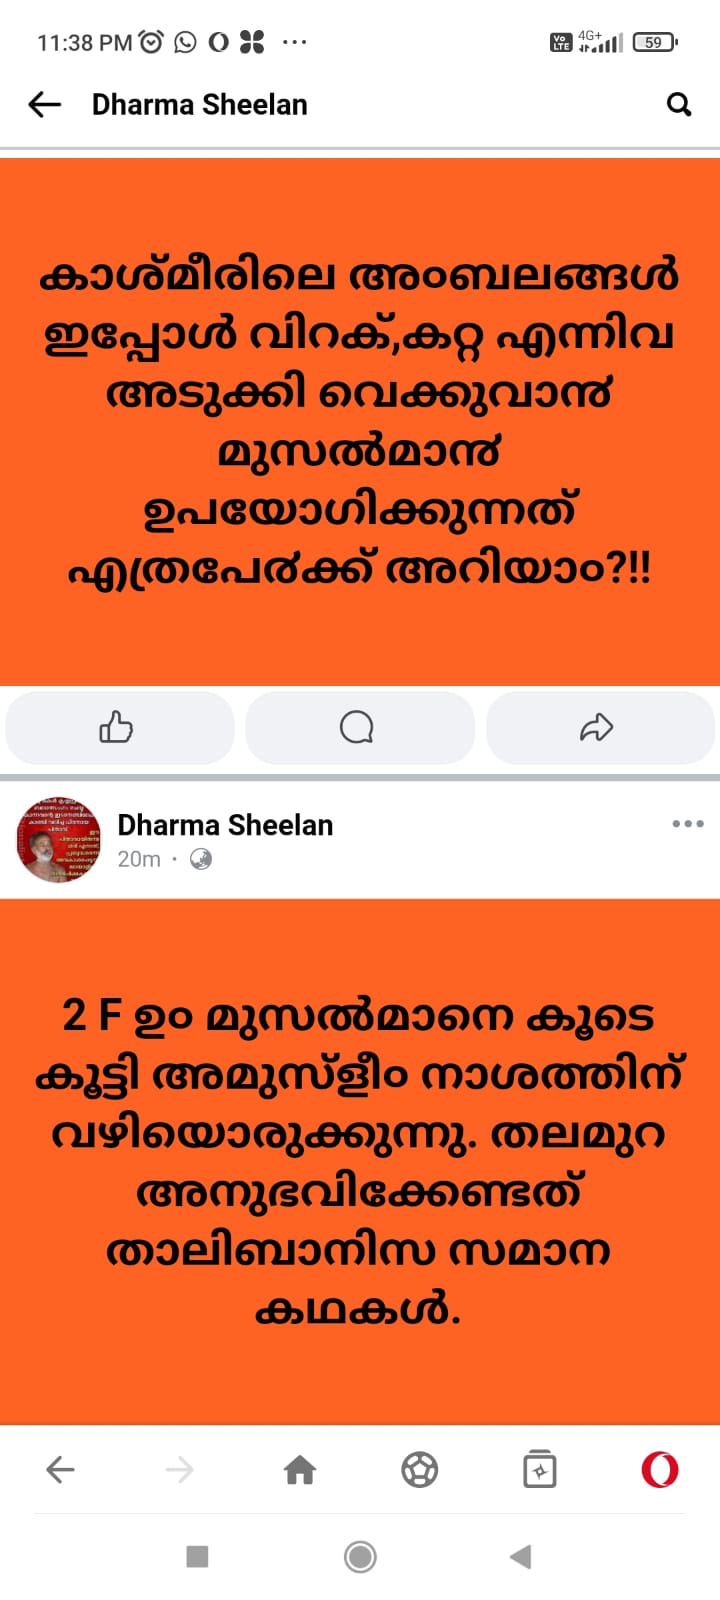 11:38 PM
Vo LTE 4G+ 59
Dharma Sheelan
കാശ്മീരിലെ അംബലങ്ങൾ
ഇപ്പോൾ വിറക്,കറ്റ എന്നിവ
അടുക്കി വെക്കുവാൻ
മുസൽമാൻ
ഉപയോഗിക്കുന്നത്
എത്രപേര്‍ക്ക് അറിയാം?!!
Dharma Sheelan
20m ·
2 F ഉം മുസൽമാനെ കൂടെ
കൂട്ടി അമുസ്ളീം നാശത്തിന്
വഴിയൊരുക്കുന്നു. തലമുറ
അനുഭവിക്കേണ്ടത്
താലിബാനിസ സമാന
കഥകൾ.